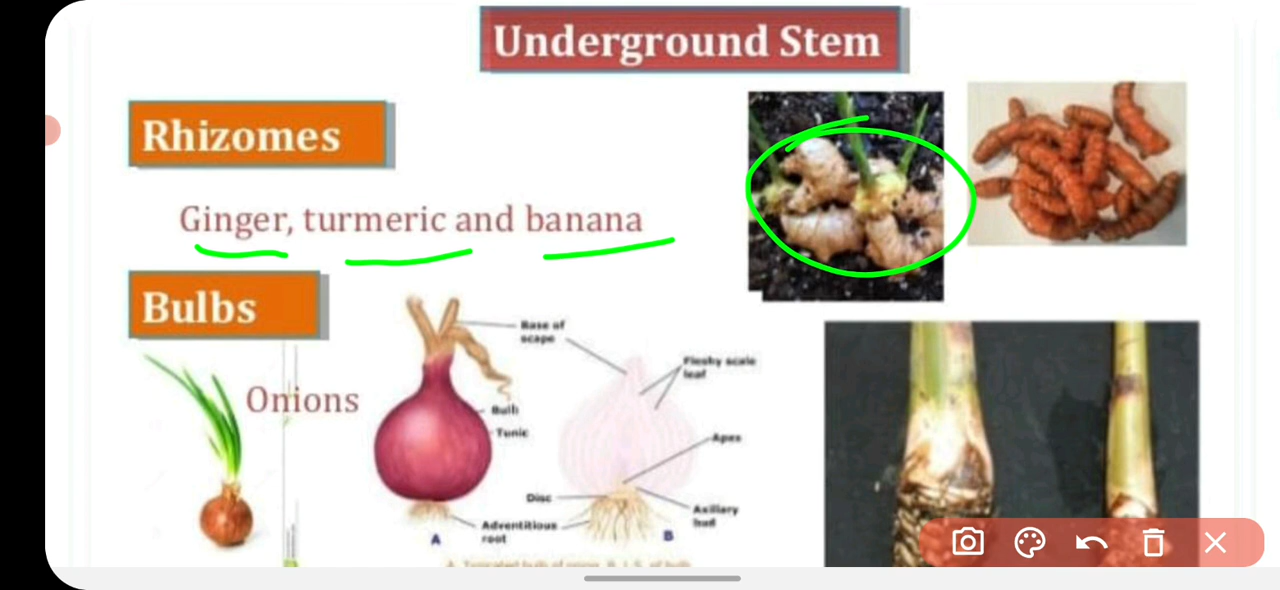 Underground Stem
Rhizomes
Ginger, turmeric and banana
Bulbs
Onions
Base of
scape
Fleshy scale
leaf
Bulb
Tunic
Apex
Disc
Axillary
bud
Adventitious
root
A
B